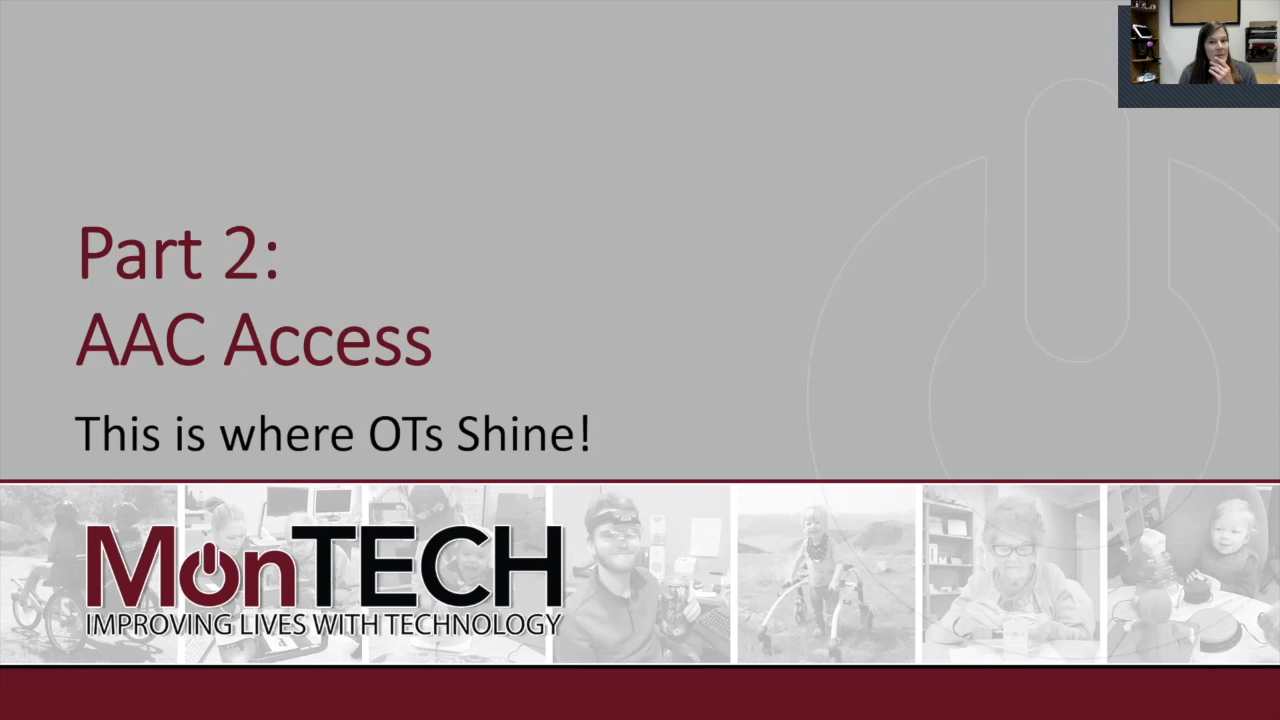 Part 2:
AAC Access
This is where OTs Shine!
MonTECH
IMPROVING LIVES WITH TECHNOLOGY